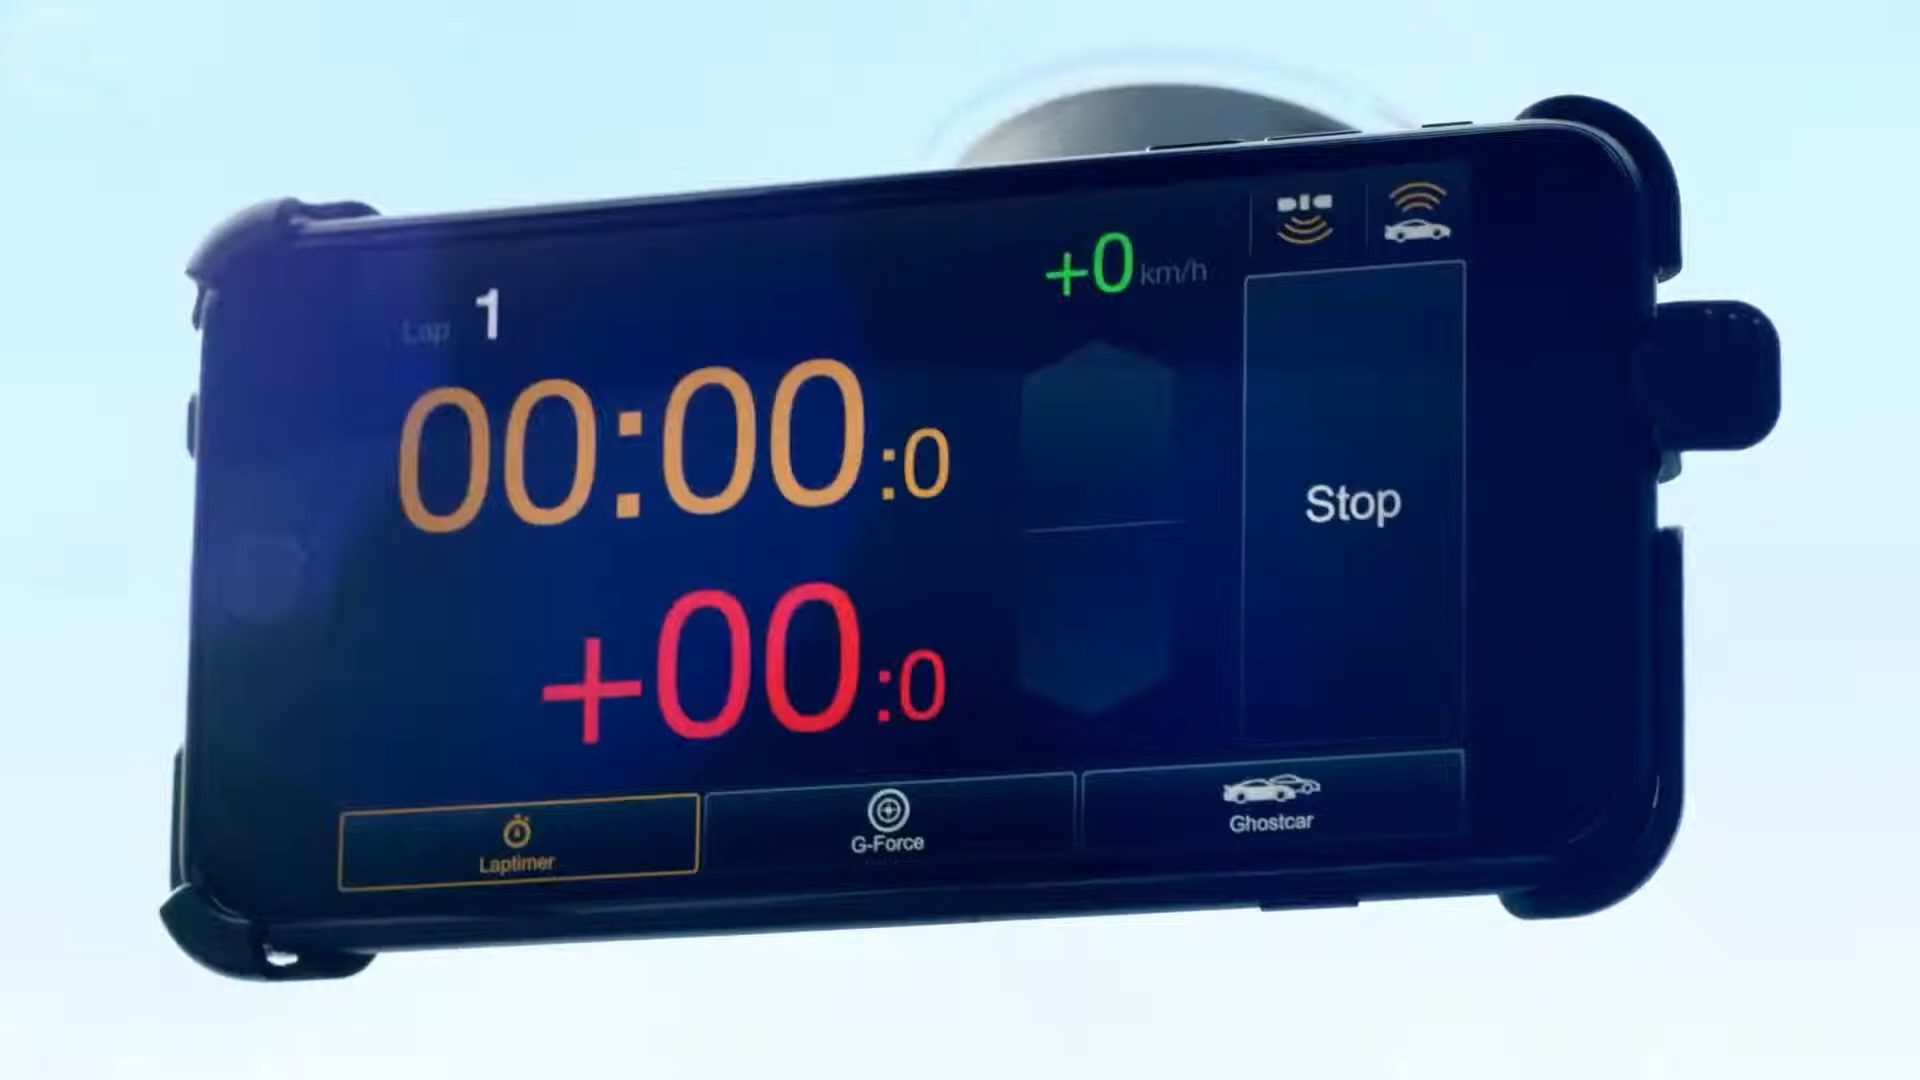 +0 km/h
Lap 1
00:00:0
Stop
+00:0
Laptimer
G-Force
Ghostcar